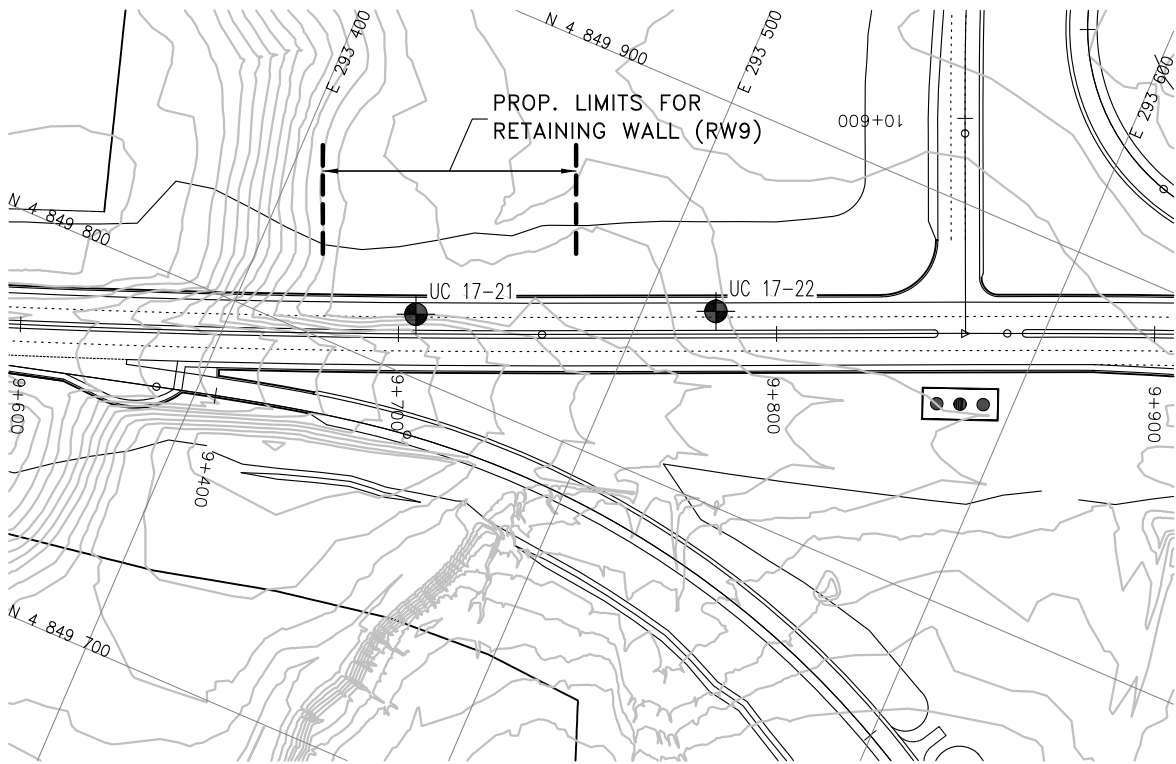 E 293 400
N 4 849 900
E 293 500
E 293 600
PROP. LIMITS FOR
RETAINING WALL (RW9)
10+600
N 4 849 800
UC 17-21
UC 17-22
9+600
9+700
9+800
9+900
9+400
N 4 849 700